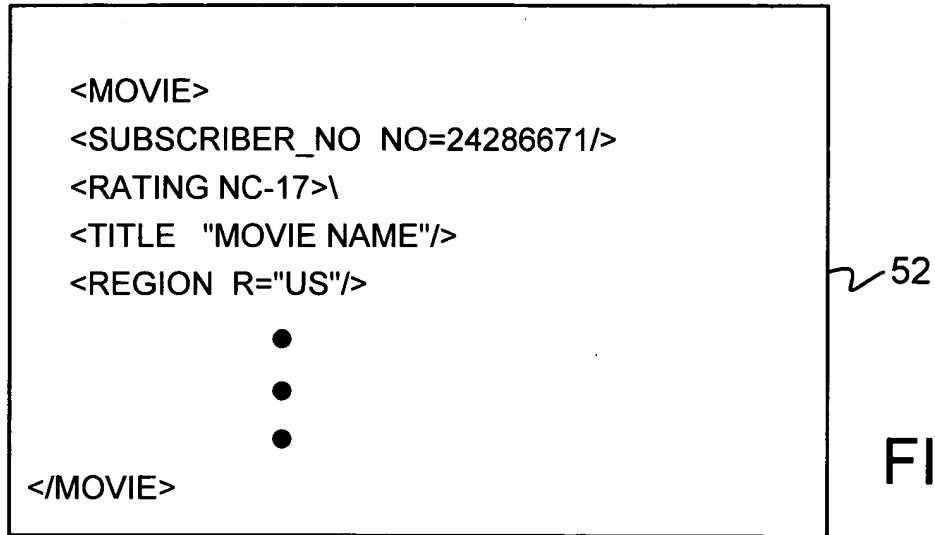 <MOVIE>
<SUBSCRIBER_NO NO=24286671/>
<RATING NC-17>\
<TITLE "MOVIE NAME"/>
<REGION R="US"/>
52
</MOVIE>
FI